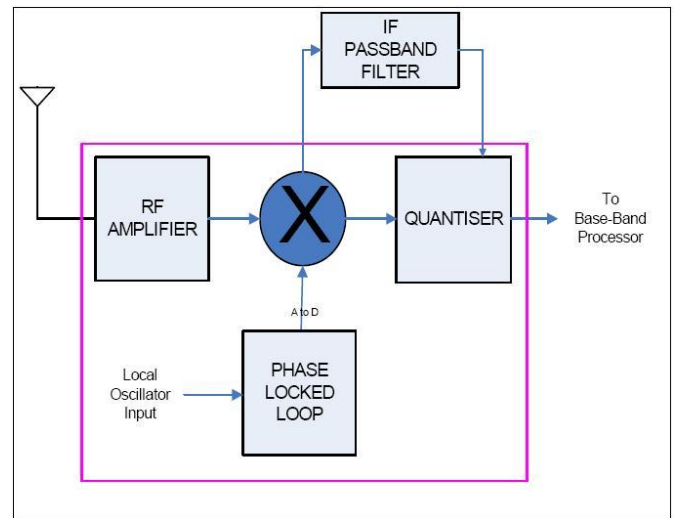 IF
PASSBAND
FILTER
RF
AMPLIFIER
X
QUANTISER
To
Base-Band
Processor
A to D
Local
Oscillator
Input
PHASE
LOCKED
LOOP